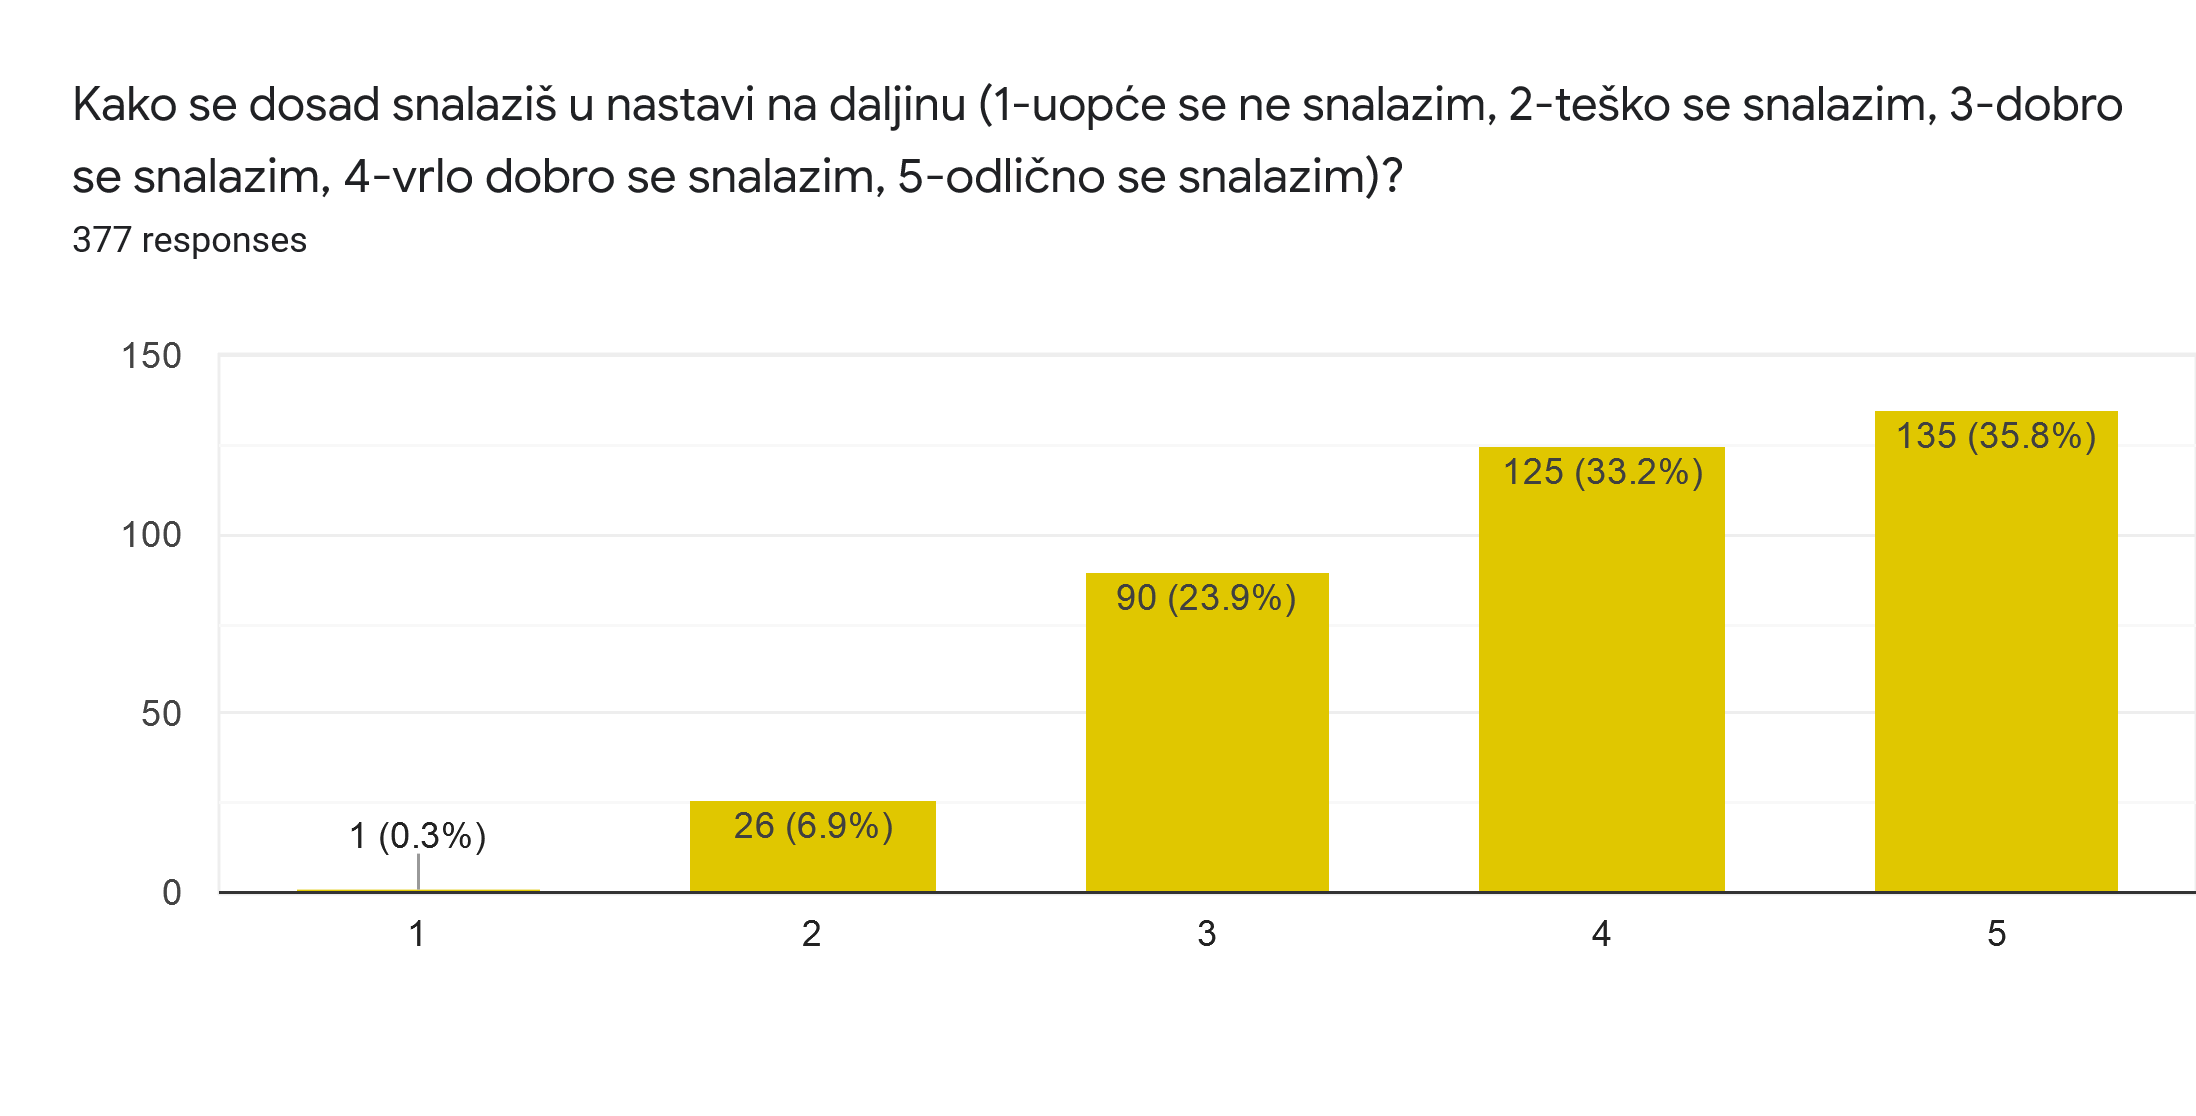 Kako se dosad snalaziš u nastavi na daljinu (1-uopće se ne snalazim, 2-teško se snalazim, 3-dobro
se snalazim, 4-vrlo dobro se snalazim, 5-odlično se snalazim)?
377 responses
150
100
50
0
1 (0.3%)
26 (6.9%)
90 (23.9%)
125 (33.2%)
135 (35.8%)
1 2 3 4 5